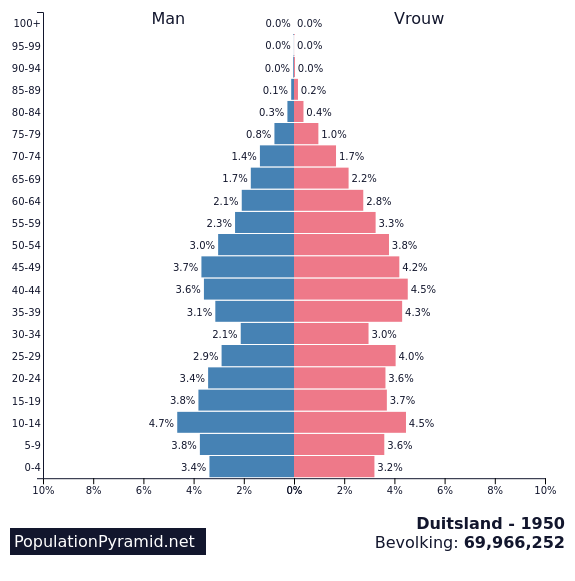 Man Vrouw
100+ 0.0% 0.0%
95-99 0.0% 0.0%
90-94 0.0% 0.0%
85-89 0.1% 0.2%
80-84 0.3% 0.4%
75-79 0.8% 1.0%
70-74 1.4% 1.7%
65-69 1.7% 2.2%
60-64 2.1% 2.8%
55-59 2.3% 3.3%
50-54 3.0% 3.8%
45-49 3.7% 4.2%
40-44 3.6% 4.5%
35-39 3.1% 4.3%
30-34 2.1% 3.0%
25-29 2.9% 4.0%
20-24 3.4% 3.6%
15-19 3.8% 3.7%
10-14 4.7% 4.5%
5-9 3.8% 3.6%
0-4 3.4% 3.2%
10% 8% 6% 4% 2% 0% 2% 4% 6% 8% 10%
Duitsland - 1950
PopulationPyramid.net Bevolking: 69,966,252